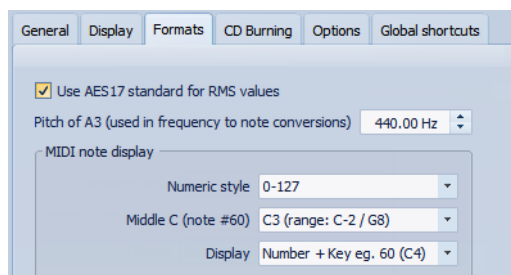 General Display Formats CD Burning Options Global shortcuts
Use AES17 standard for RMS values
Pitch of A3 (used in frequency to note conversions) 440.00 Hz
MIDI note display
Numeric style 0-127
Middle C (note #60) C3 (range: C-2 / G8)
Display Number + Key eg. 60 (C4)